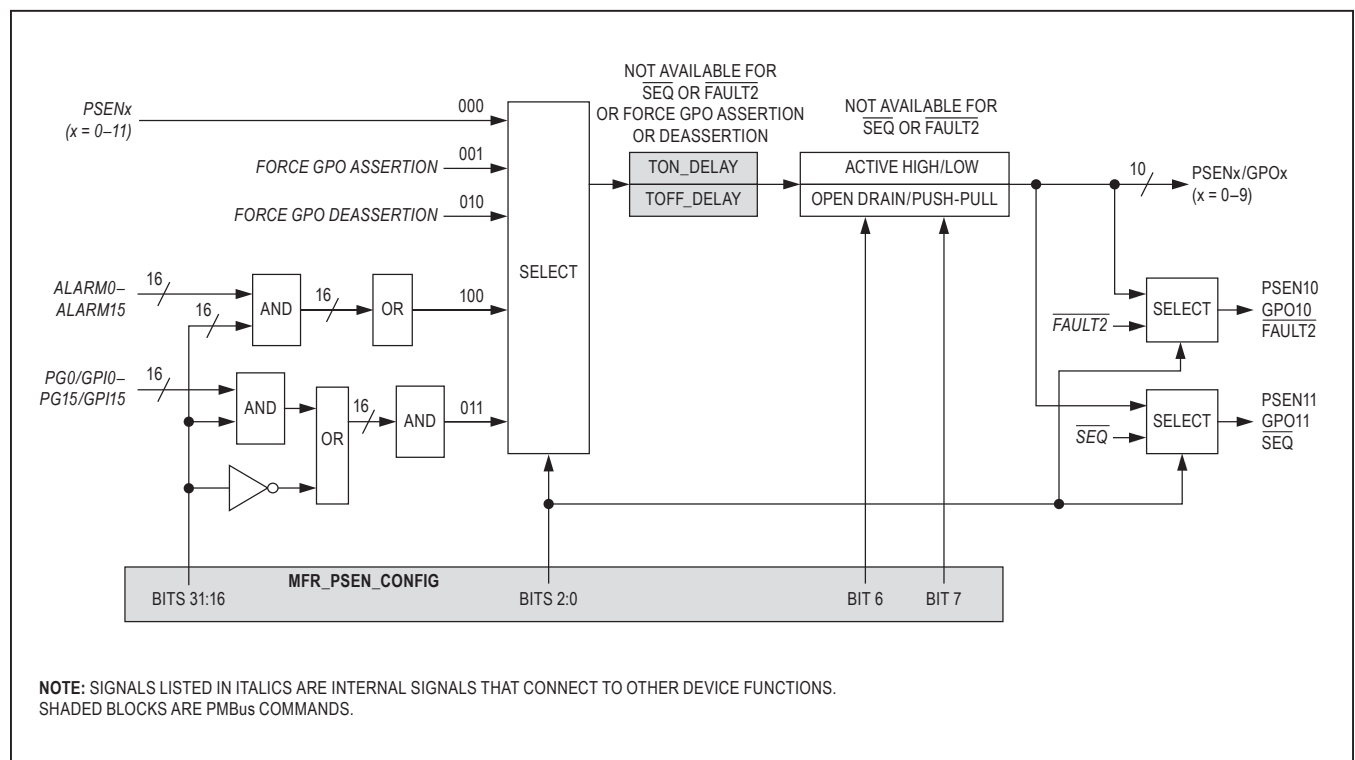 NOT AVAILABLE FOR
SEQ OR FAULT2
OR FORCE GPO ASSERTION
OR DEASSERTION
NOT AVAILABLE FOR
SEQ OR FAULT2
PSENx
(x = 0–11)
000
FORCE GPO ASSERTION
001
FORCE GPO DEASSERTION
010
ALARM0–
ALARM15
16
16
AND
16
OR
100
PG0/GPI0–
PG15/GPI15
16
AND
OR
16
AND
011
SELECT
TON_DELAY
TOFF_DELAY
ACTIVE HIGH/LOW
OPEN DRAIN/PUSH-PULL
10
PSENx/GPOx
(x = 0–9)
FAULT2
SELECT
PSEN10
GPO10
FAULT2
SEQ
SELECT
PSEN11
GPO11
SEQ
MFR_PSEN_CONFIG
BITS 31:16
BITS 2:0
BIT 6
BIT 7
NOTE: SIGNALS LISTED IN ITALICS ARE INTERNAL SIGNALS THAT CONNECT TO OTHER DEVICE FUNCTIONS.
SHADED BLOCKS ARE PMBus COMMANDS.